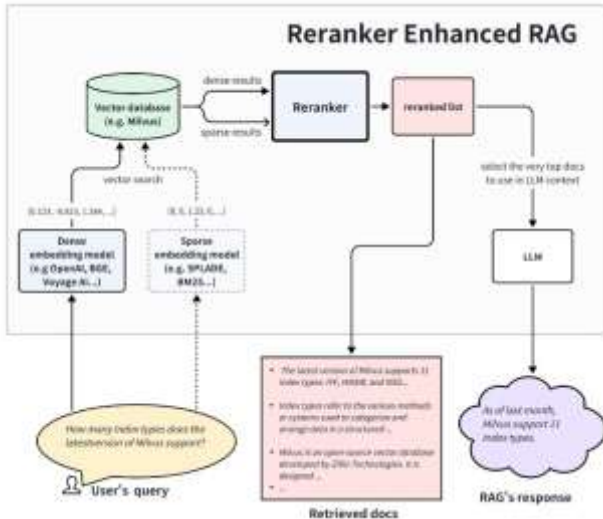 Reranker Enhanced RAG
Vector database
(e.g. Milvus)
dense results
sparse results
Reranker
reranked list
vector search
select the very top docs
to use in LLM context
Dense
embedding model
(e.g OpenAI, BGE,
Voyage AI...)
Sparse
embedding model
(e.g. SPLADE,
BM25...)
LLM
How many index types does the
latestversion of Milvus support?
User's query
• The latest version of Milvus supports 11
index types: IVF, HNSW, and
• Index types refer to the various methods
or systems used to categorize and
arrange data in a structured ...
• Milvus is an open-source vector database
developed by Zilliz Technologies. It is
designed ...
• ...
Retrieved docs
As of last month,
Milvus support 11
index types.
RAG's response